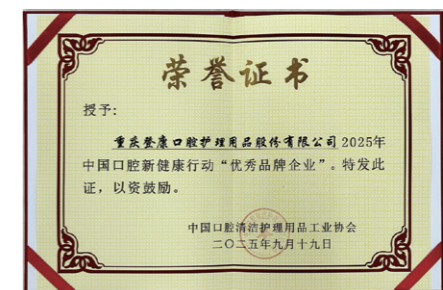 荣誉证书
授予：
重庆登康口腔护理用品股份有限公司2025年
中国口腔新健康行动“优秀品牌企业”。特发此
证，以资鼓励。
中国口腔清洁护理用品工业协会
二〇二五年九月十九日